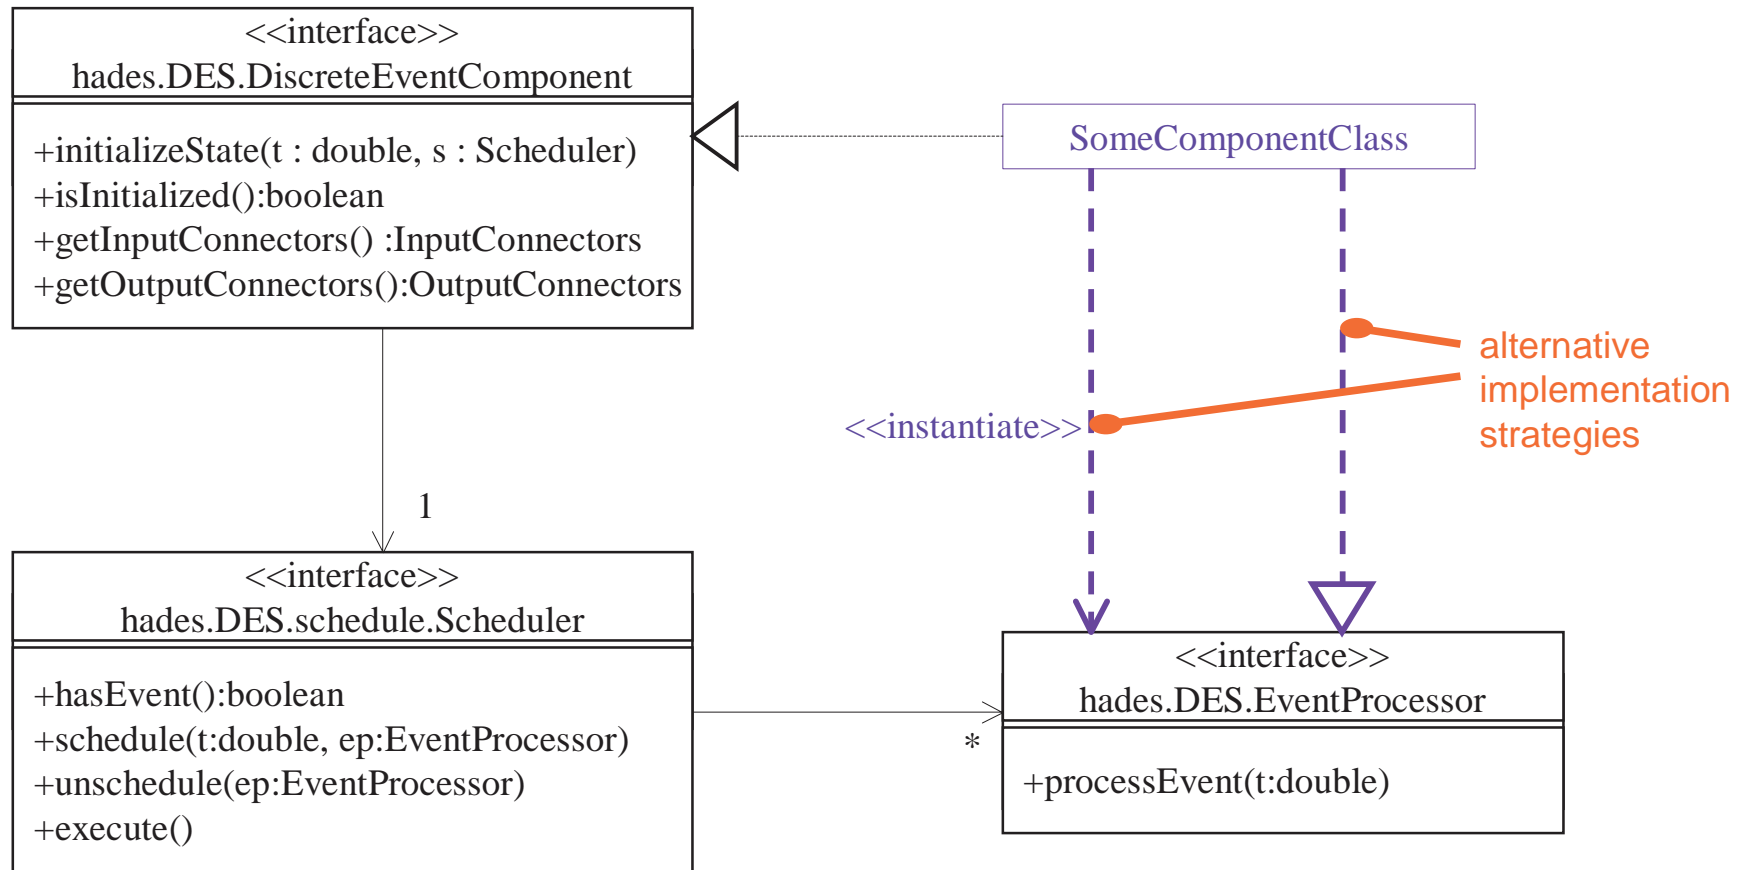 <<interface>>
hades.DES.DiscreteEventComponent
+initializeState(t : double, s : Scheduler)
+isInitialized():boolean
+getInputConnectors() :InputConnectors
+getOutputConnectors():OutputConnectors
SomeComponentClass
alternative
implementation
strategies
<<instantiate>>
1
<<interface>>
hades.DES.schedule.Scheduler
+hasEvent():boolean
+schedule(t:double, ep:EventProcessor)
+unschedule(ep:EventProcessor)
+execute()
*
<<interface>>
hades.DES.EventProcessor
+processEvent(t:double)